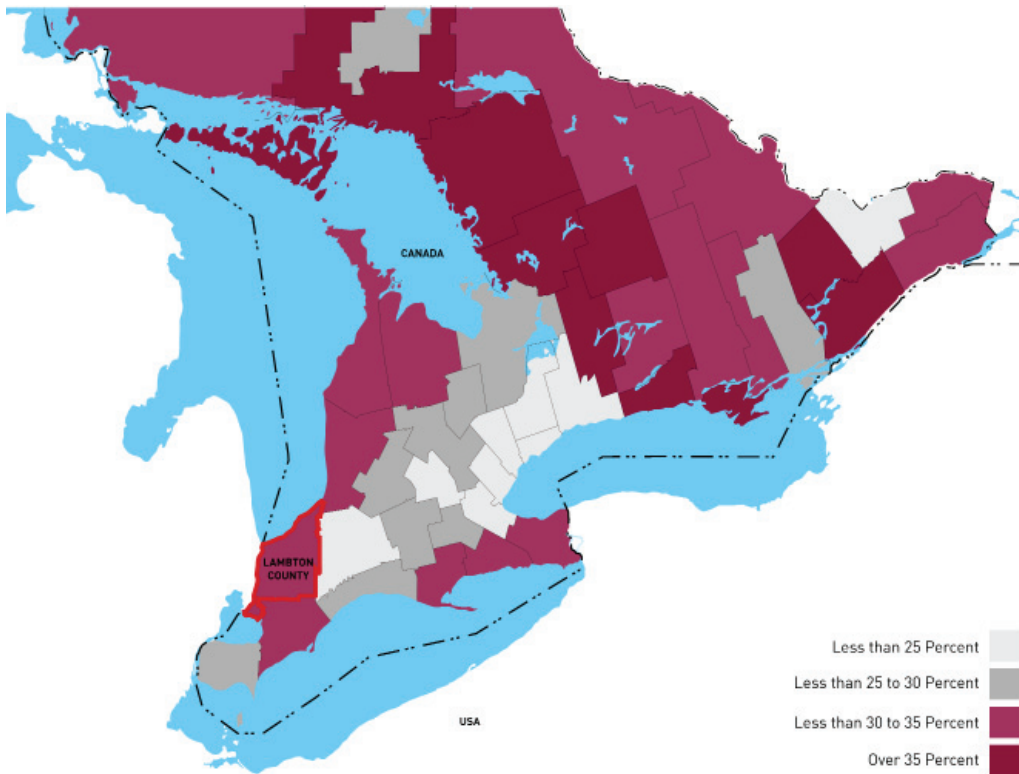 CANADA
LAMBTON
COUNTY
USA
Less than 25 Percent
Less than 25 to 30 Percent
Less than 30 to 35 Percent
Over 35 Percent